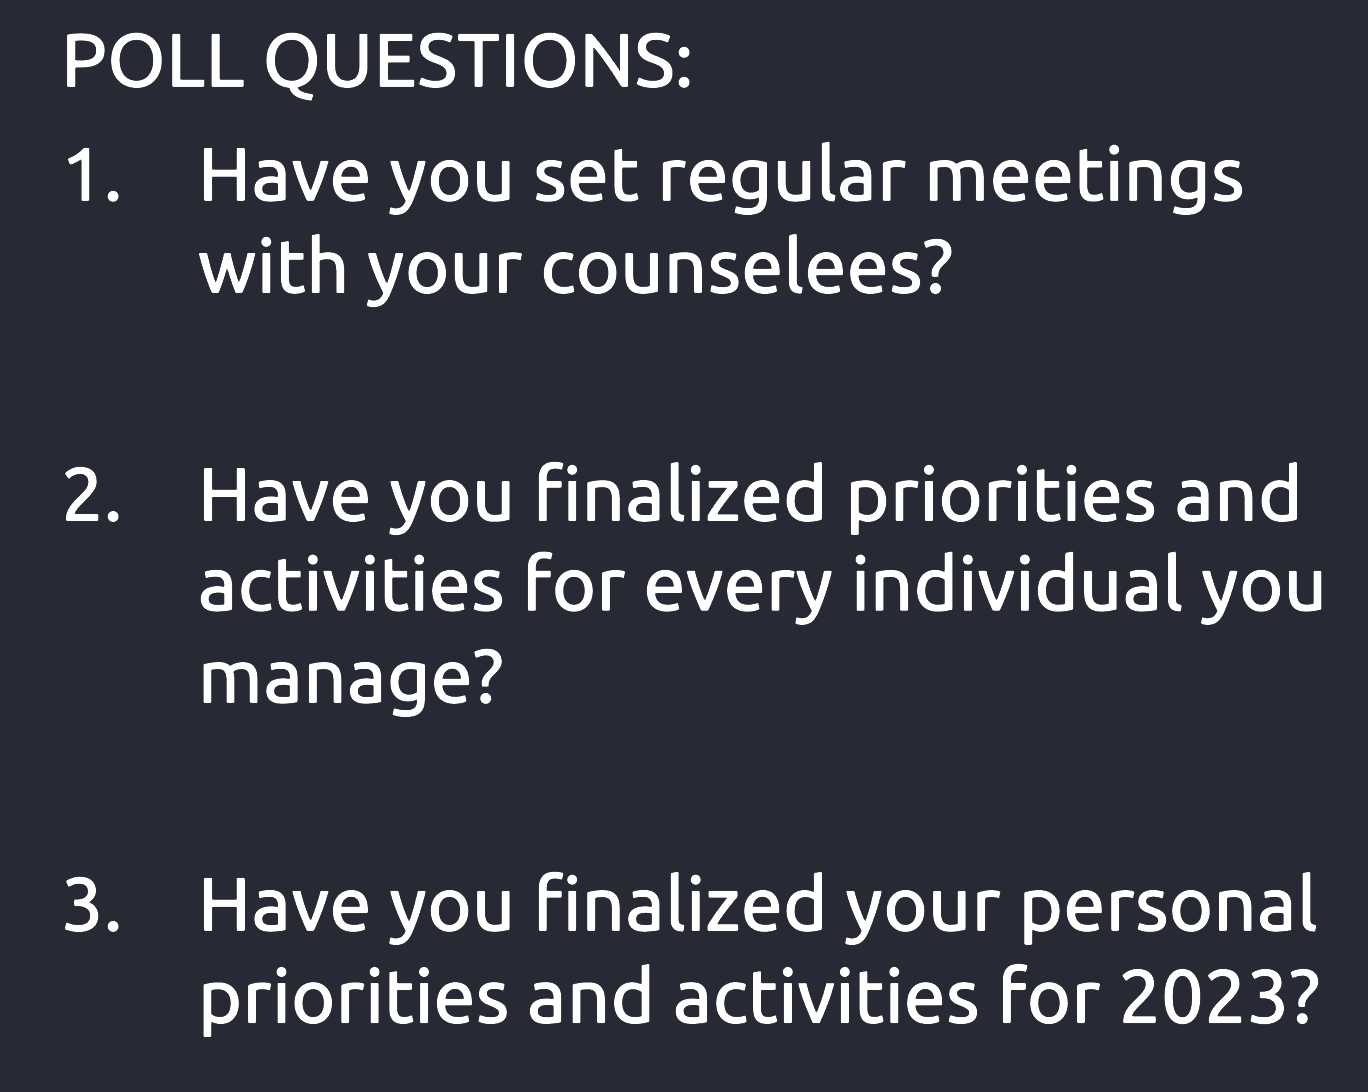 POLL QUESTIONS:
1. Have you set regular meetings
with your counselees?
2. Have you finalized priorities and
activities for every individual you
manage?
3. Have you finalized your personal
priorities and activities for 2023?